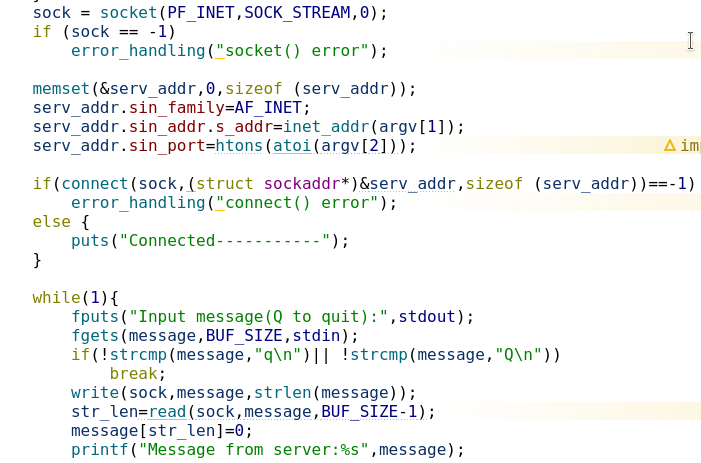 sock = socket(PF_INET,SOCK_STREAM,0);
if (sock == -1)
    error_handling("socket() error");

memset(&serv_addr,0,sizeof (serv_addr));
serv_addr.sin_family=AF_INET;
serv_addr.sin_addr.s_addr=inet_addr(argv[1]);
serv_addr.sin_port=htons(atoi(argv[2]));

if(connect(sock,(struct sockaddr*)&serv_addr,sizeof (serv_addr))==-1)
    error_handling("connect() error");
else {
    puts("Connected-----------");
}

while(1){
    fputs("Input message(Q to quit):",stdout);
    fgets(message,BUF_SIZE,stdin);
    if(!strcmp(message,"q\n")|| !strcmp(message,"Q\n"))
        break;
    write(sock,message,strlen(message));
    str_len=read(sock,message,BUF_SIZE-1);
    message[str_len]=0;
    printf("Message from server:%s",message);